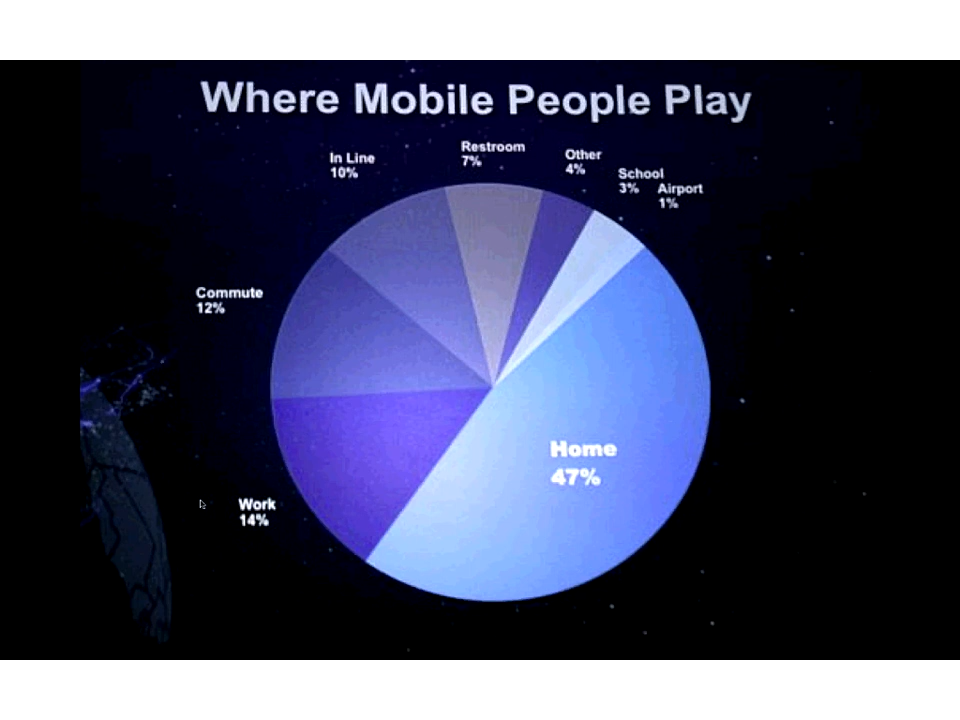 Where Mobile People Play
In Line
10%
Restroom
7%
Other
4%
School
3%
Airport
1%
Commute
12%
Home
47%
Work
14%